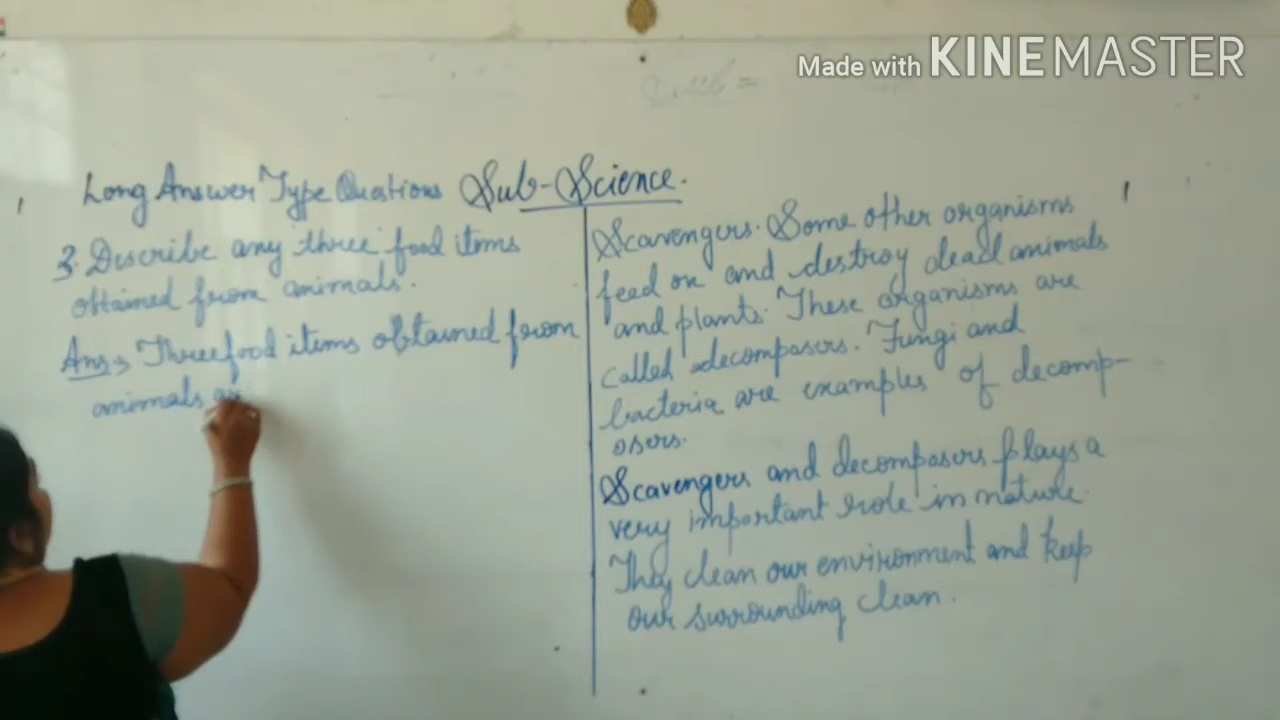 Made with KINEMASTER
Long Answer Type Questions Sub-Science.
3. Describe any three food items
obtained from animals.
Ans:→ Three food items obtained from
animals
Scavengers. Some other organisms
feed on and destroy dead animals
and plants. These organisms are
called decomposers. Fungi and
bacteria are examples of decomp-
osers.
Scavengers and decomposers plays a
very important role in nature.
They clean our environment and keep
our surrounding clean.